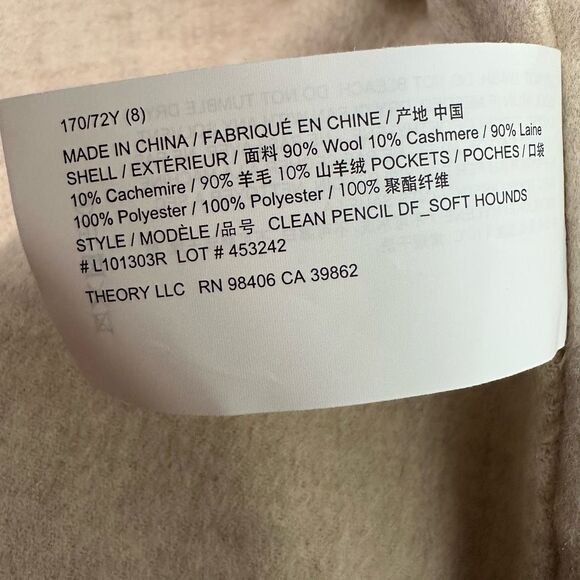 170/72Y (8)
MADE IN CHINA / FABRIQUÉ EN CHINE / 产地 中国
SHELL / EXTÉRIEUR / 面料 90% Wool 10% Cashmere / 90% Laine
10% Cachemire / 90% 羊毛 10% 山羊绒 POCKETS / POCHES / 口袋
100% Polyester / 100% Polyester / 100% 聚酯纤维
STYLE / MODÈLE /品号 CLEAN PENCIL DF_SOFT HOUNDS
# L101303R LOT # 453242
THEORY LLC RN 98406 CA 39862